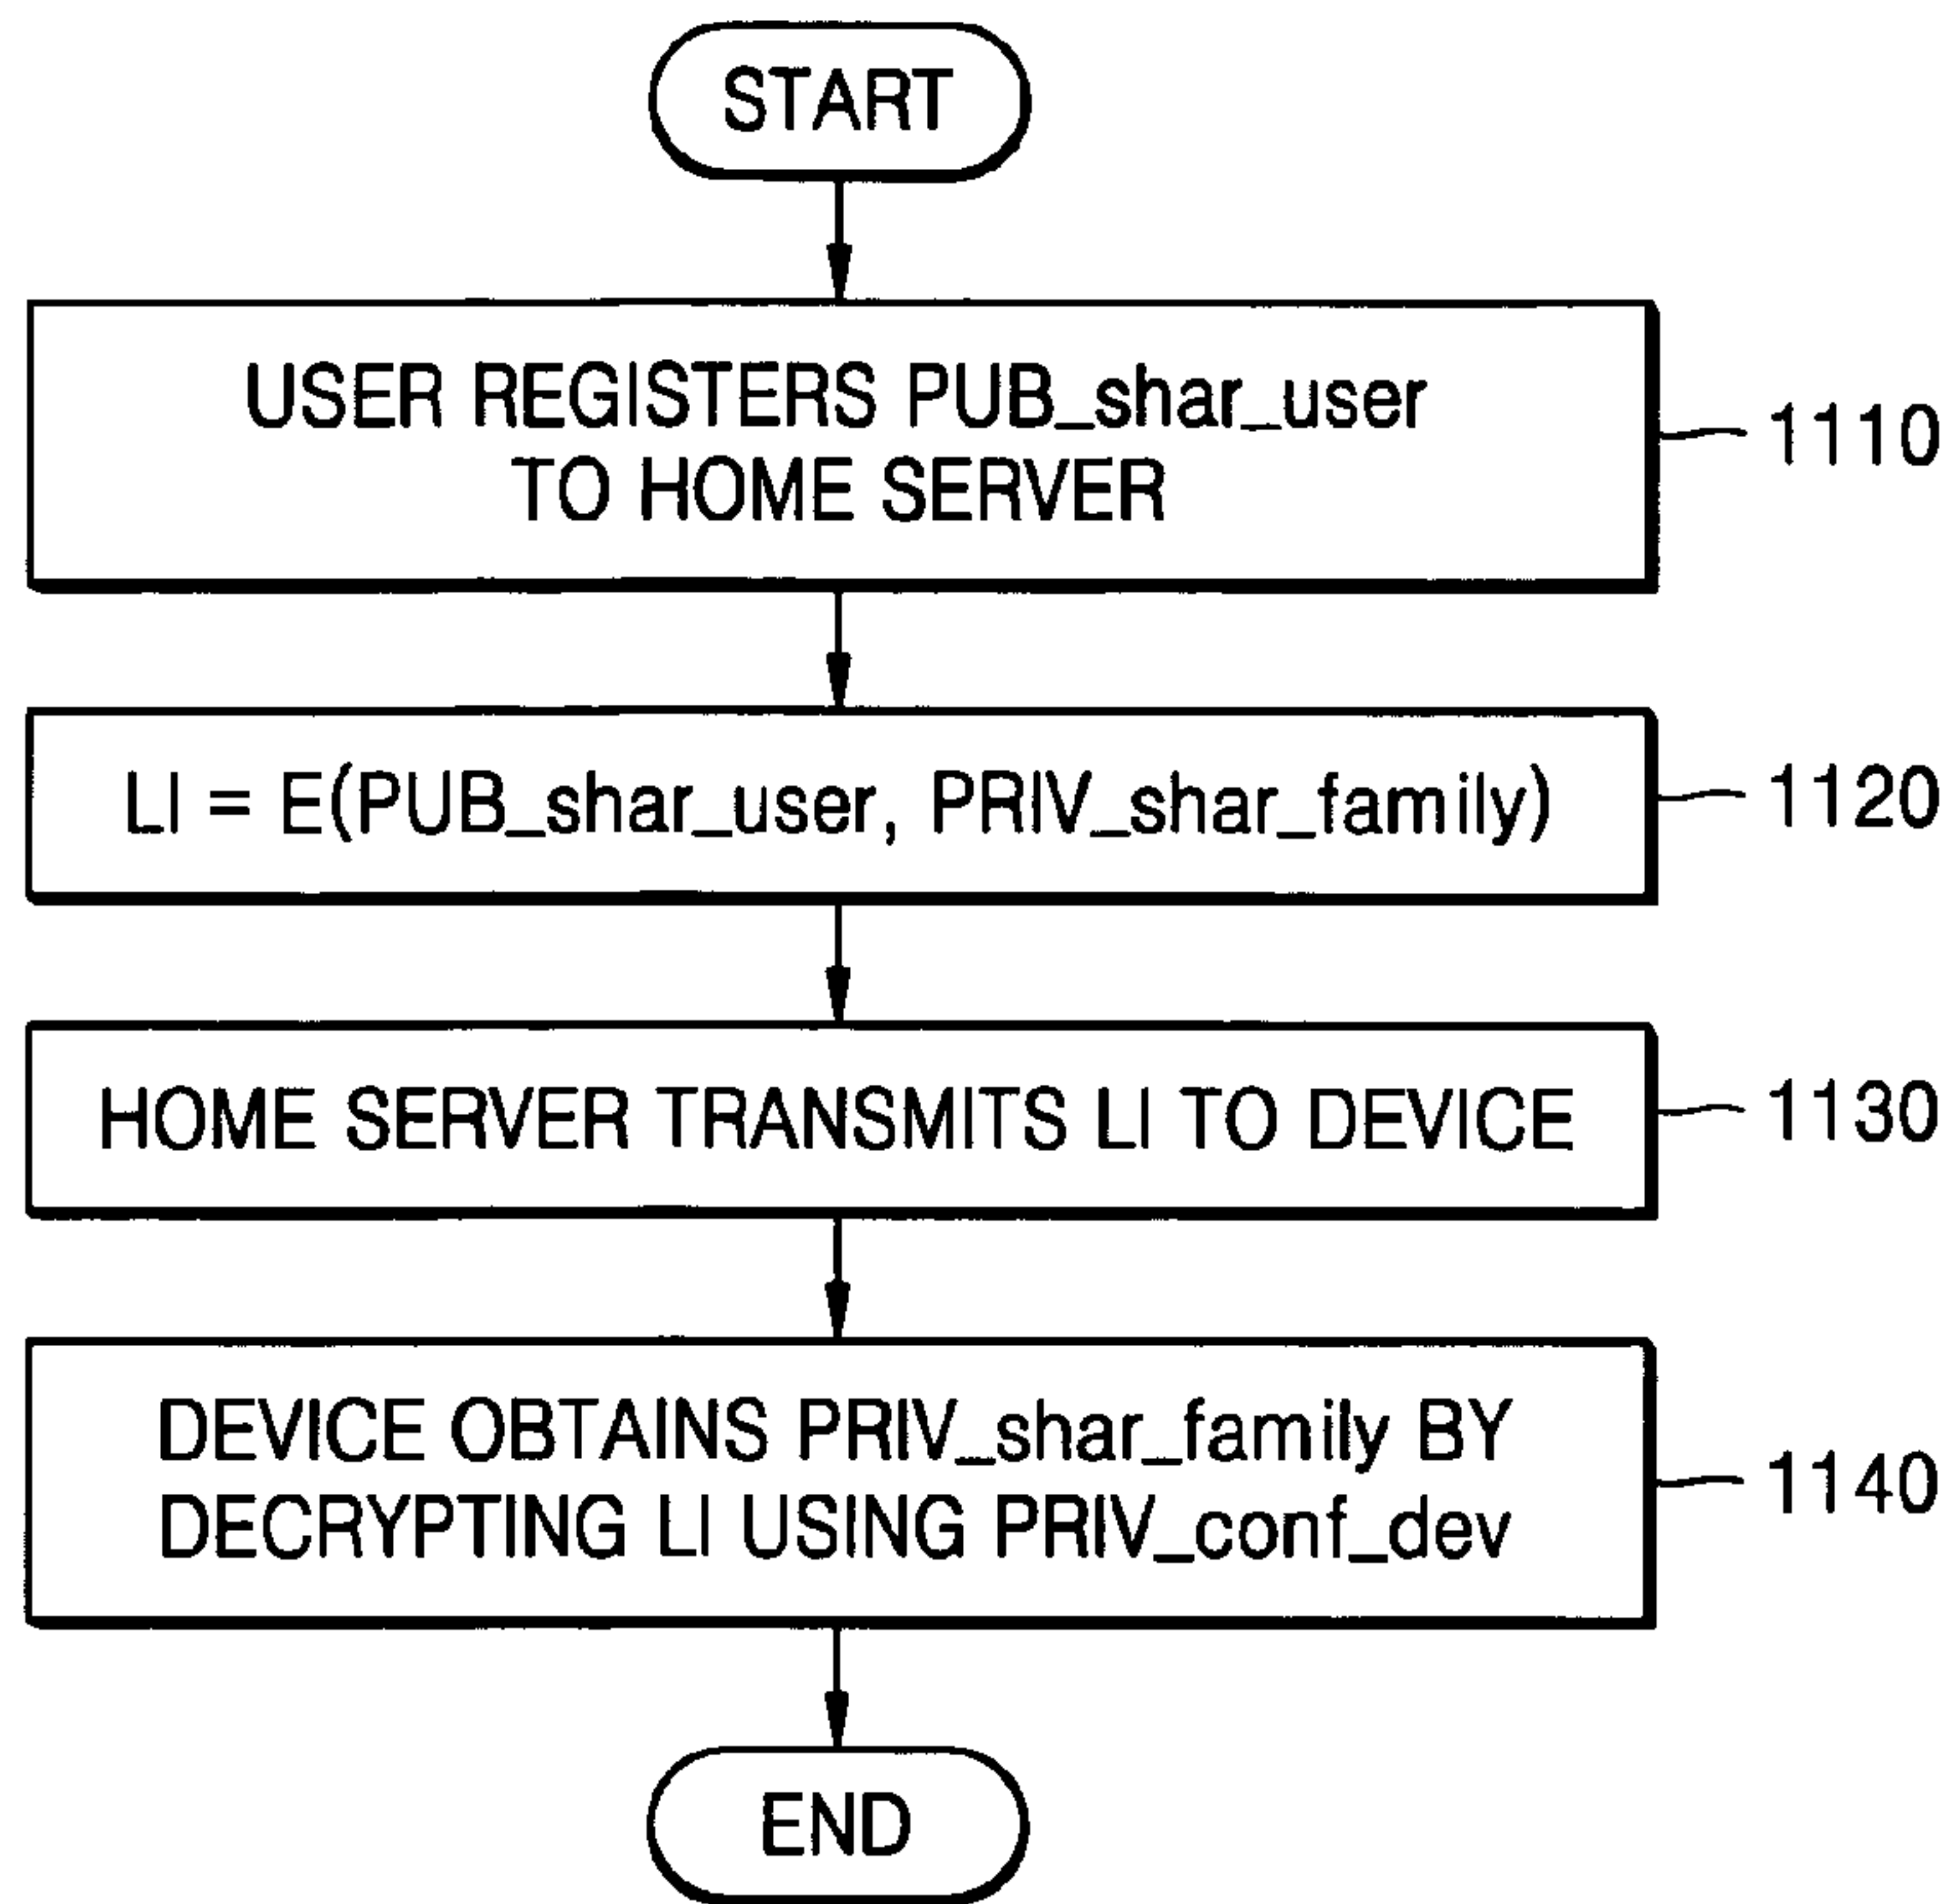 START
USER REGISTERS PUB_shar_user
TO HOME SERVER
1110
LI = E(PUB_shar_user, PRIV_shar_family)
1120
HOME SERVER TRANSMITS LI TO DEVICE
1130
DEVICE OBTAINS PRIV_shar_family BY
DECRYPTING LI USING PRIV_conf_dev
1140
END